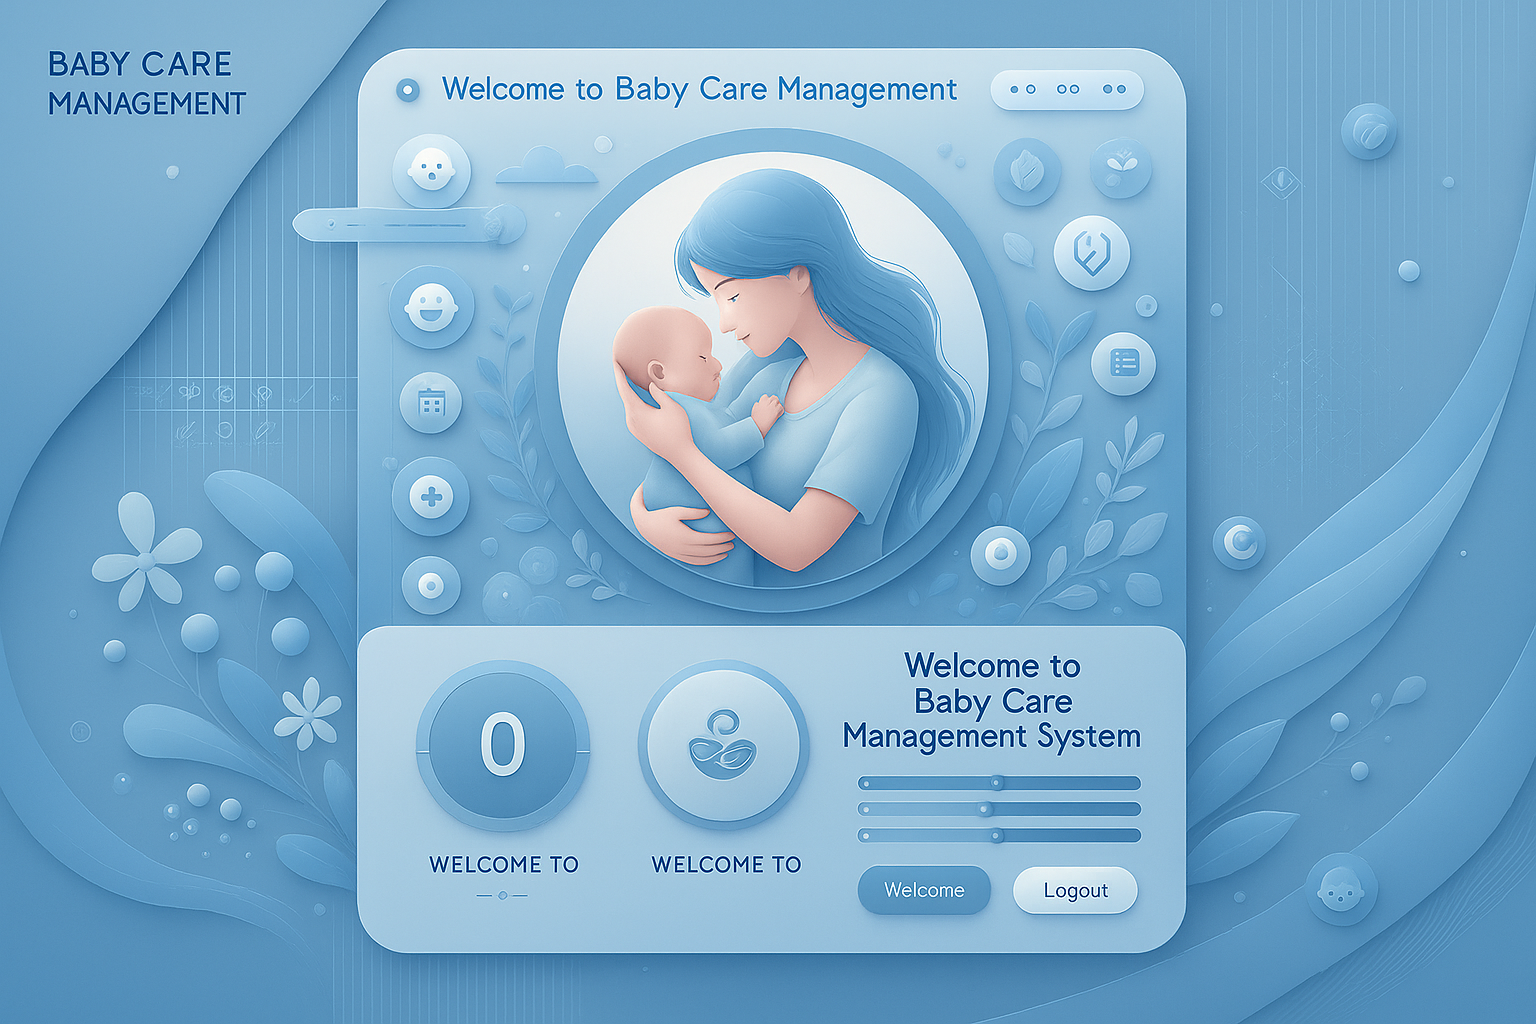 BABY CARE
MANAGEMENT
Welcome to Baby Care Management
0
WELCOME TO
WELCOME TO
Welcome to
Baby Care
Management System
Welcome
Logout